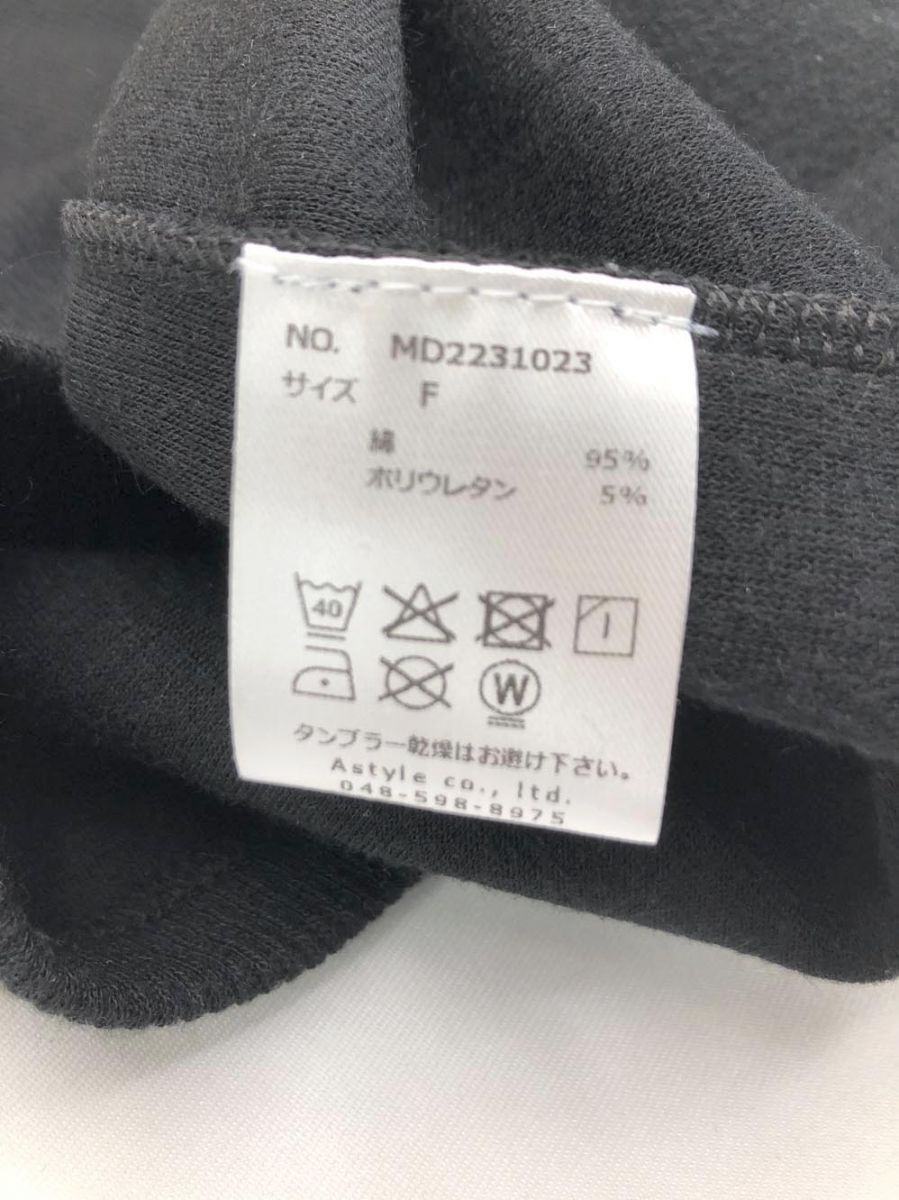 NO. MD2231023
サイズ F
綿 95%
ポリウレタン 5%
40
W
タンブラー乾燥はお避け下さい。
Astyle co., ltd.
048-598-8975